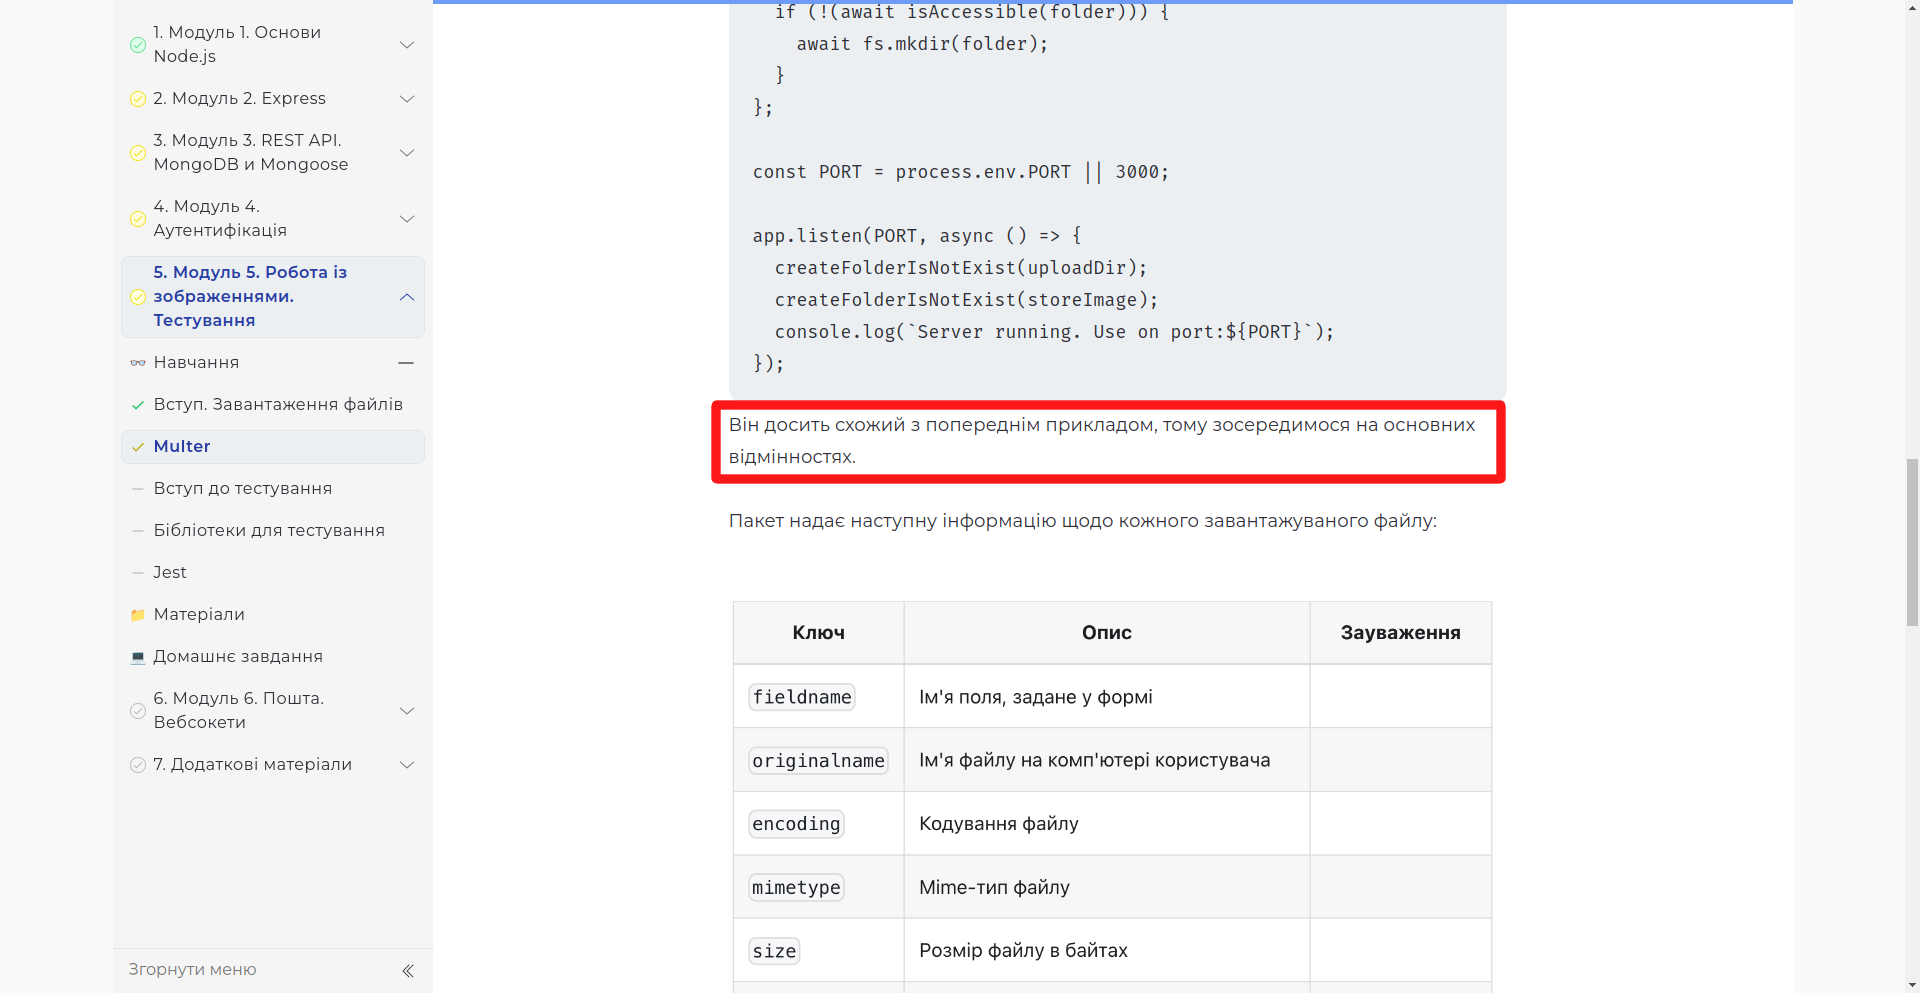 1. Модуль 1. Основи
Node.js
2. Модуль 2. Express
3. Модуль 3. REST API.
MongoDB и Mongoose
4. Модуль 4.
Аутентифікація
5. Модуль 5. Робота із
зображеннями.
Тестування
Навчання
Вступ. Завантаження файлів
Multer
Вступ до тестування
Бібліотеки для тестування
Jest
Матеріали
Домашнє завдання
6. Модуль 6. Пошта.
Вебсокети
7. Додаткові матеріали
Згорнути меню
if (!(await isAccessible(folder))) {
await fs.mkdir(folder);
}
};
const PORT = process.env.PORT || 3000;
app.listen(PORT, async () => {
createFolderIsNotExist(uploadDir);
createFolderIsNotExist(storeImage);
console.log(`Server running. Use on port:${PORT}`);
});
Він досить схожий з попереднім прикладом, тому зосередимося на основних
відмінностях.
Пакет надає наступну інформацію щодо кожного завантажуваного файлу:
Ключ Опис Зауваження
fieldname Ім'я поля, задане у формі
originalname Ім'я файлу на комп'ютері користувача
encoding Кодування файлу
mimetype Mime-тип файлу
size Розмір файлу в байтах